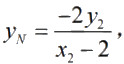 y_N = \frac{-2y_2}{x_2 - 2},